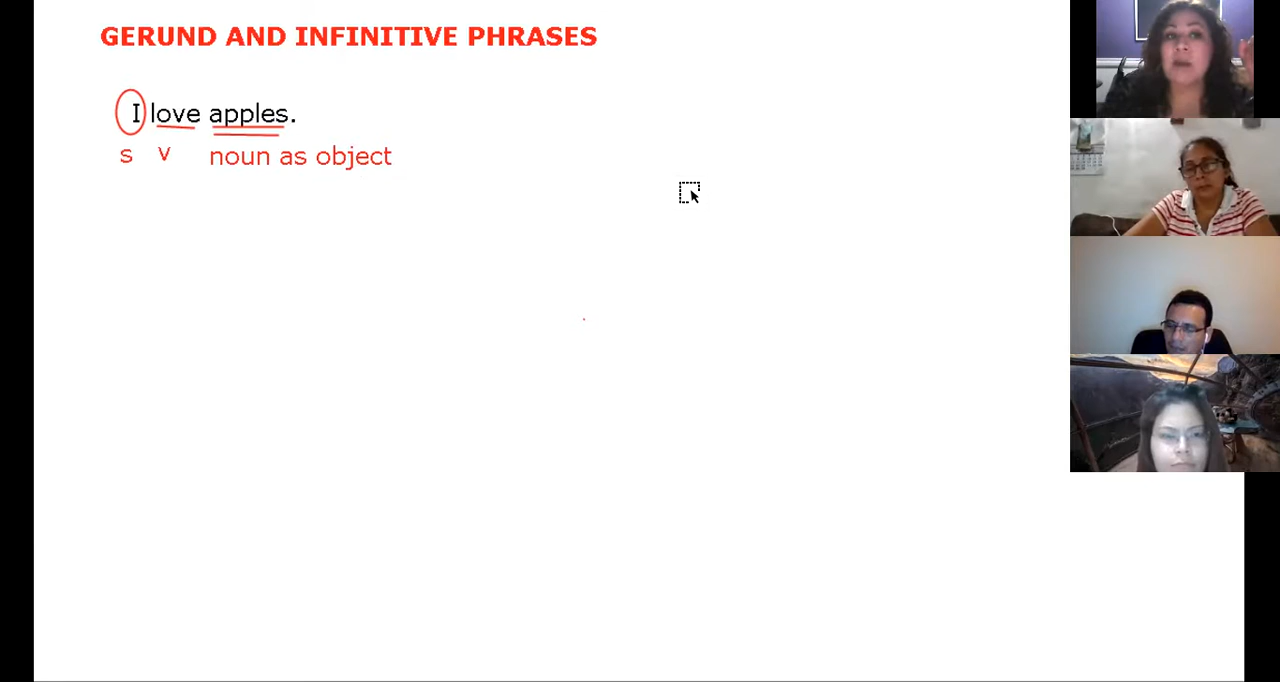 GERUND AND INFINITIVE PHRASES
I love apples.
s v noun as object